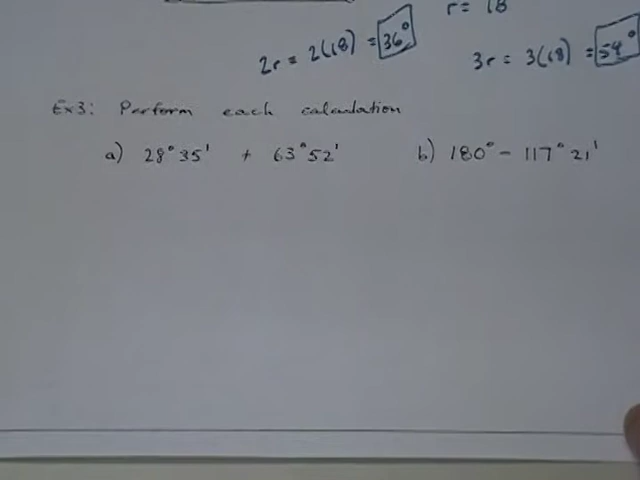 r = 18
2r = 2(18) = 36°
3r = 3(18) = 54°
Ex3: Perform each calculation
a) 28° 35' + 63° 52'
b) 180° - 117° 21'